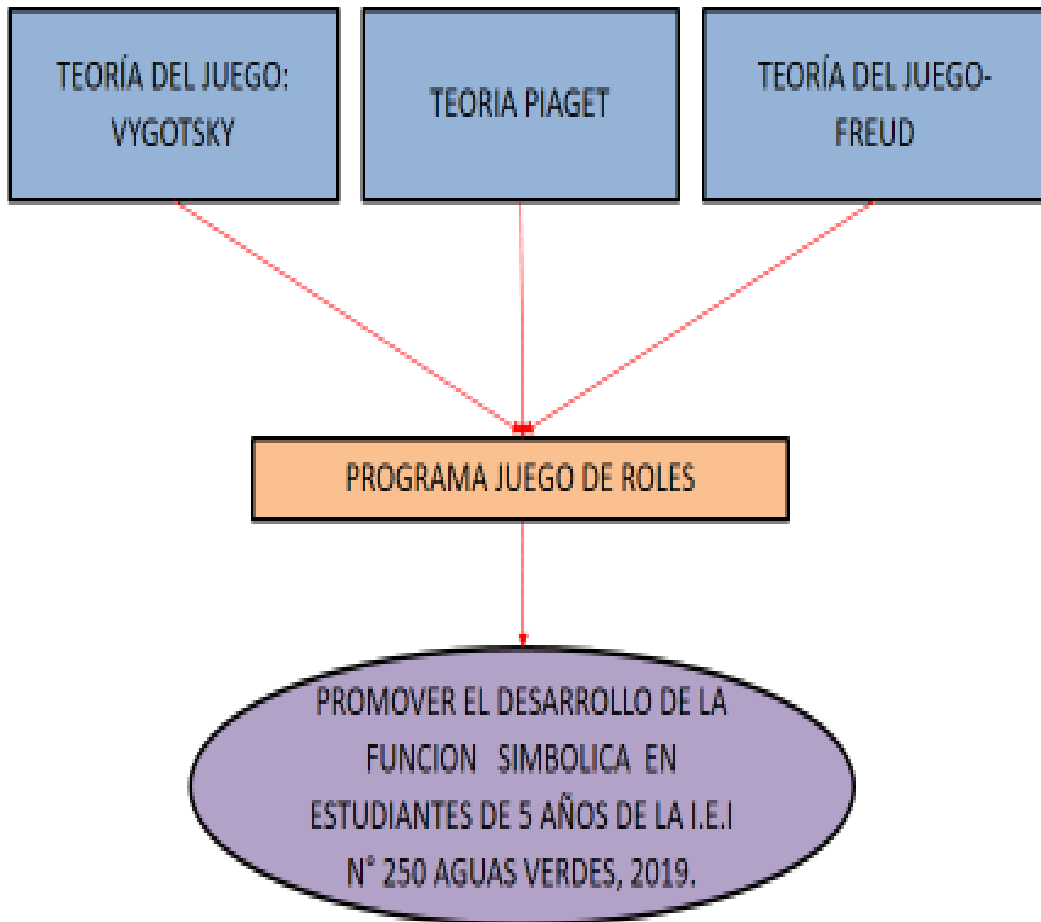 TEORÍA DEL JUEGO:
VYGOTSKY
TEORIA PIAGET
TEORÍA DEL JUEGO-
FREUD
PROGRAMA JUEGO DE ROLES
PROMOVER EL DESARROLLO DE LA
FUNCION SIMBOLICA EN
ESTUDIANTES DE 5 AÑOS DE LA I.E.I
N° 250 AGUAS VERDES, 2019.